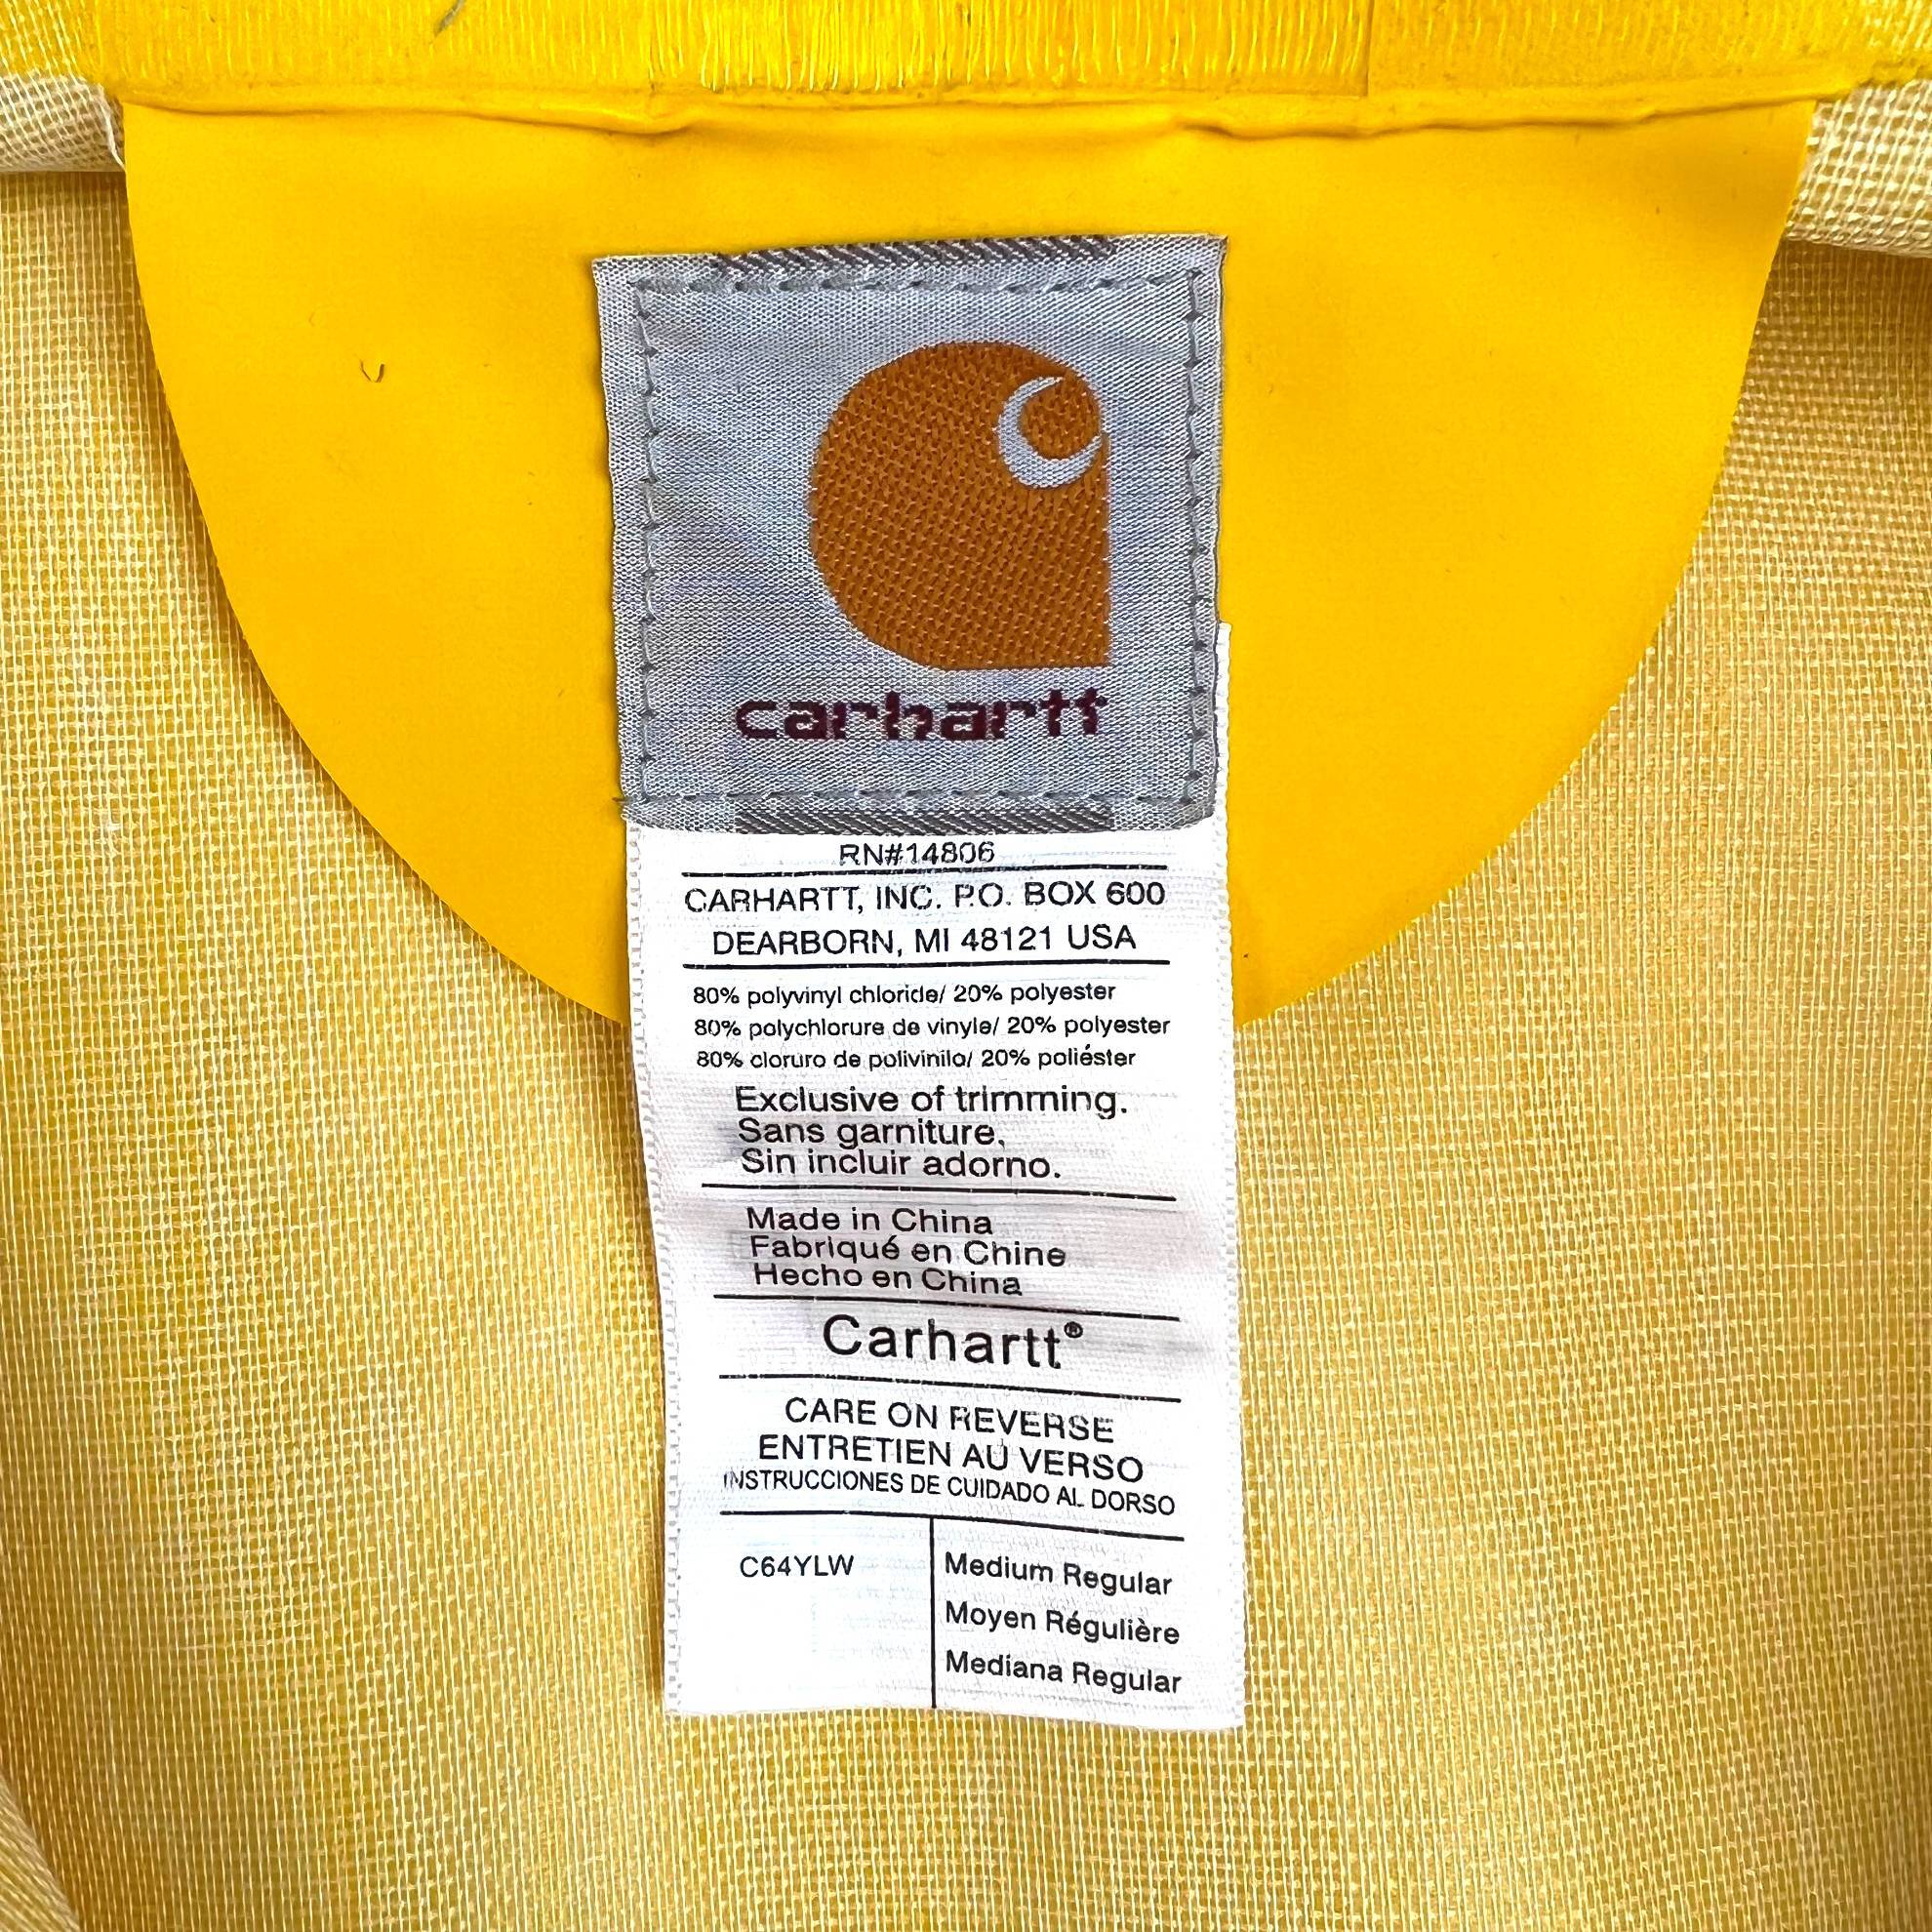 carhartt
RN#14806
CARHARTT, INC. P.O. BOX 600
DEARBORN, MI 48121 USA
80% polyvinyl chloride/ 20% polyester
80% polychlorure de vinyle/ 20% polyester
80% cloruro de polivinilo/ 20% poliéster
Exclusive of trimming.
Sans garniture.
Sin incluir adorno.
Made in China
Fabriqué en Chine
Hecho en China
Carhartt®
CARE ON REVERSE
ENTRETIEN AU VERSO
INSTRUCCIONES DE CUIDADO AL DORSO
C64YLW
Medium Regular
Moyen Régulière
Mediana Regular